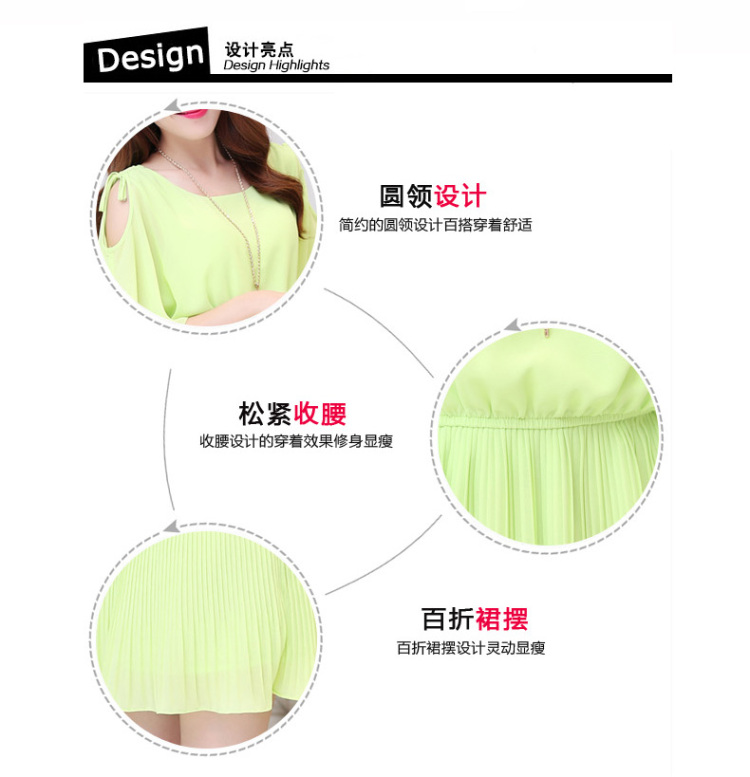 Design
设计亮点
Design Highlights
圆领设计
简约的圆领设计百搭穿着舒适
松紧收腰
收腰设计的穿着效果修身显瘦
百折裙摆
百折裙摆设计灵动显瘦